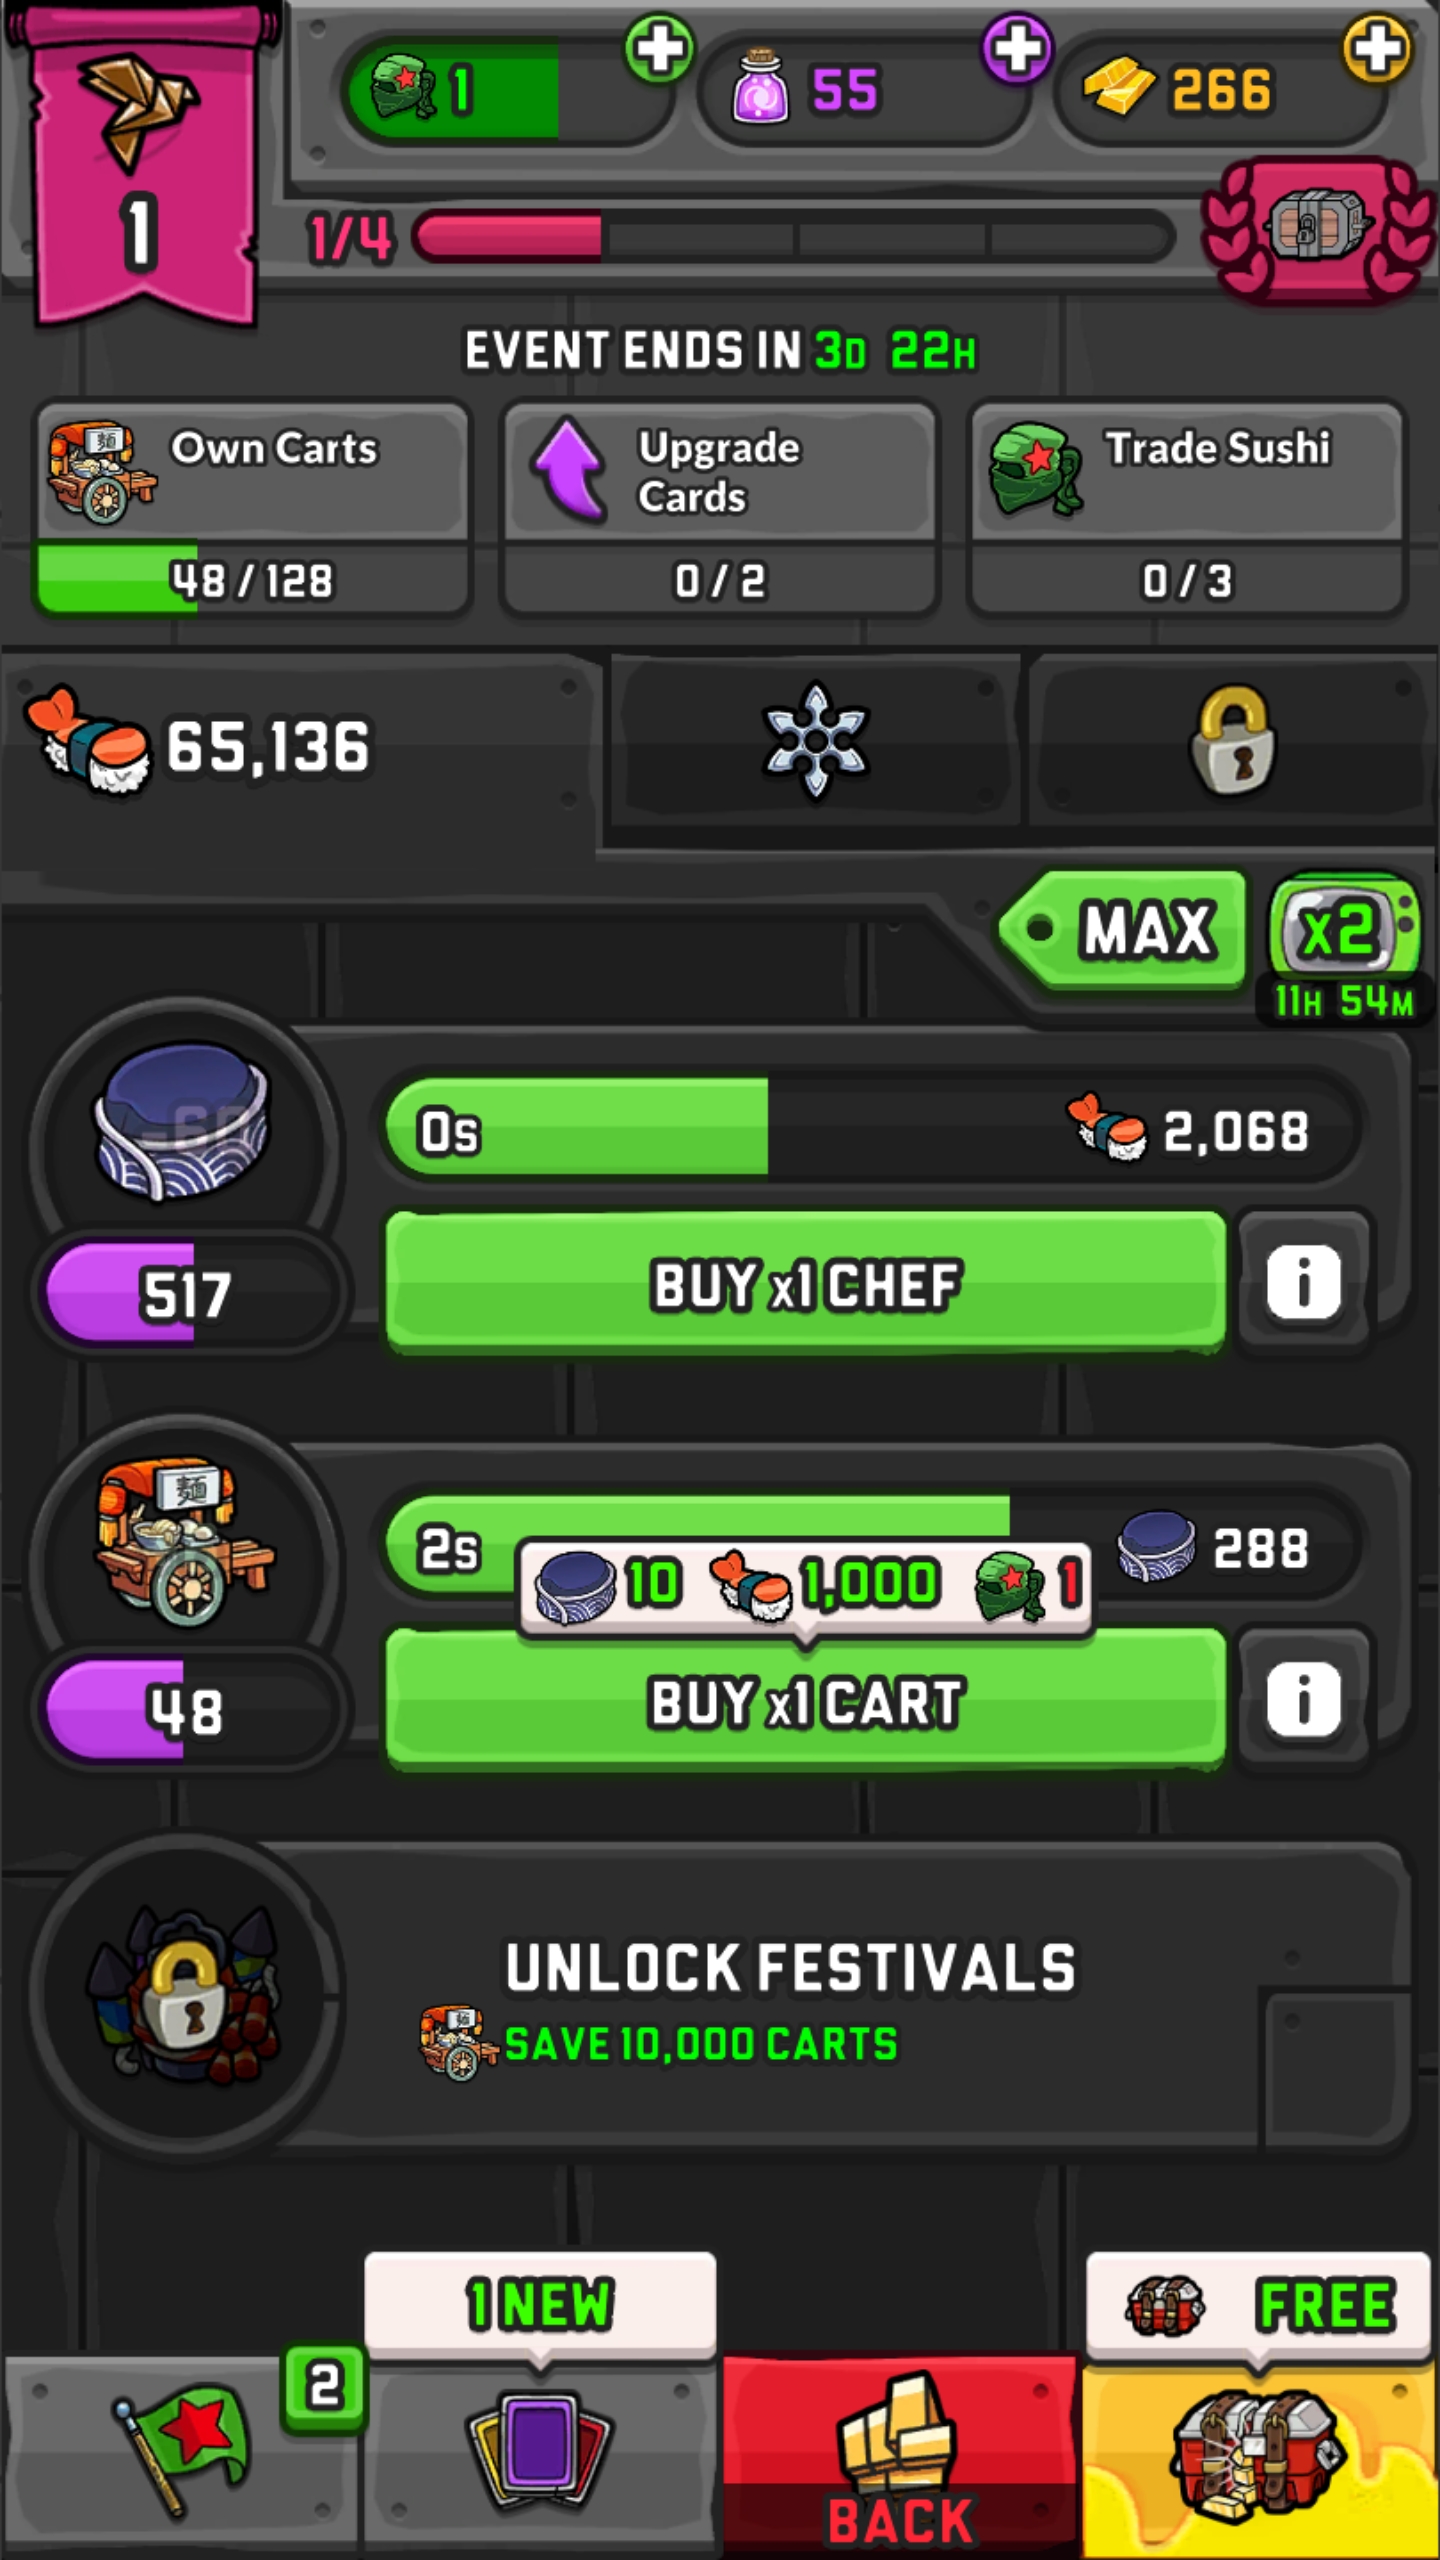 1
55
266
1
1/4
EVENT ENDS IN 3D 22H
麺
Own Carts
Upgrade
Cards
Trade Sushi
48 / 128
0 / 2
0 / 3
65,136
MAX
x2
11H 54M
0s
2,068
517
BUY x1 CHEF
i
麺
2s
288
10
1,000
1
48
BUY x1 CART
i
UNLOCK FESTIVALS
SAVE 10,000 CARTS
1 NEW
FREE
2
BACK